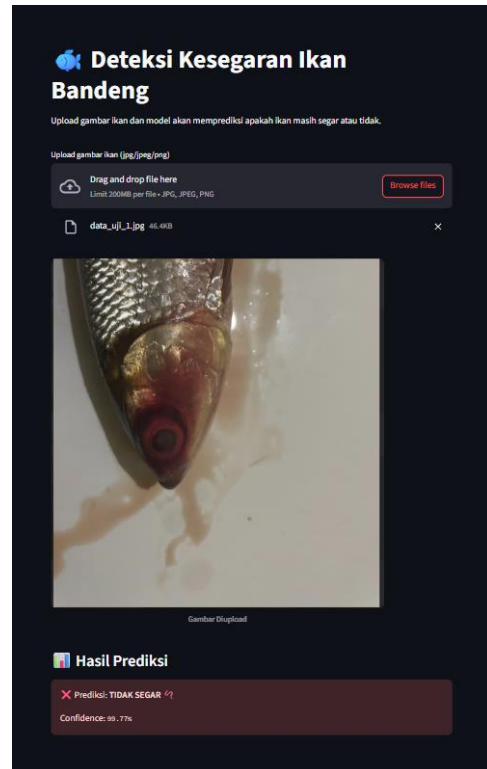 Deteksi Kesegaran Ikan
Bandeng
Upload gambar ikan dan model akan memprediksi apakah ikan masih segar atau tidak.
Upload gambar ikan (jpg/jpeg/png)
Drag and drop file here
Limit 200MB per file • JPG, JPEG, PNG
Browse files
data_uji_1.jpg 46.4KB
Gambar Diupload
Hasil Prediksi
Prediksi: TIDAK SEGAR
Confidence: 99.77%